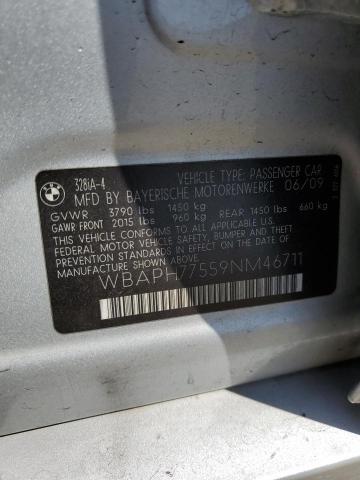 BMW
328iA-4
VEHICLE TYPE: PASSENGER CAR
MFD BY BAYERISCHE MOTORENWERKE 06/09
GVWR 3790 lbs 1450 kg
GAWR FRONT 2015 lbs 960 kg REAR 1450 lbs 660 kg
THIS VEHICLE CONFORMS TO ALL APPLICABLE
FEDERAL MOTOR VEHICLE SAFETY, BUMPER, AND THEFT
PREVENTION STANDARDS IN EFFECT ON THE DATE OF
MANUFACTURE SHOWN ABOVE.
WBAPH77559NM46711